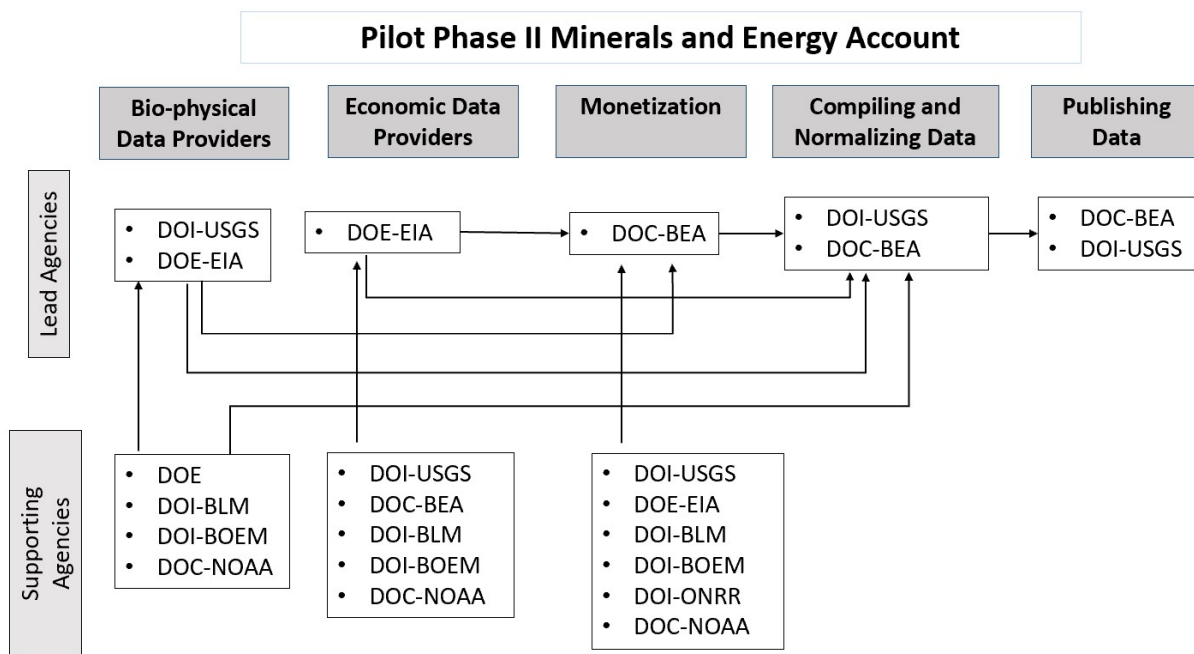 Pilot Phase II Minerals and Energy Account
Bio-physical
Data Providers
Economic Data
Providers
Monetization
Compiling and
Normalizing Data
Publishing
Data
Lead Agencies
• DOI-USGS
• DOE-EIA
• DOE-EIA
• DOC-BEA
• DOI-USGS
• DOC-BEA
• DOC-BEA
• DOI-USGS
Supporting
Agencies
• DOE
• DOI-BLM
• DOI-BOEM
• DOC-NOAA
• DOI-USGS
• DOC-BEA
• DOI-BLM
• DOI-BOEM
• DOC-NOAA
• DOI-USGS
• DOE-EIA
• DOI-BLM
• DOI-BOEM
• DOI-ONRR
• DOC-NOAA